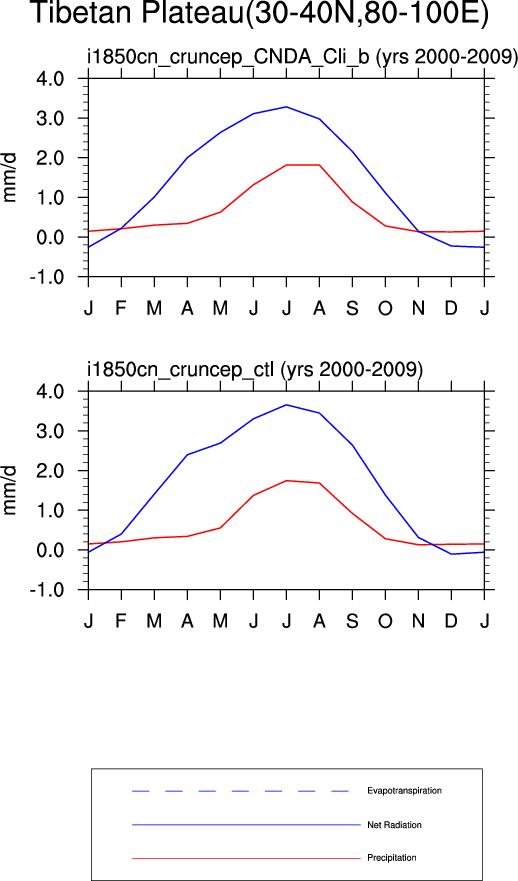 Tibetan Plateau(30-40N,80-100E)
i1850cn_cruncep_CNDA_Cli_b (yrs 2000-2009)
4.0
3.0
2.0
1.0
0.0
-1.0
mm/d
J F M A M J J A S O N D J
i1850cn_cruncep_ctl (yrs 2000-2009)
4.0
3.0
2.0
1.0
0.0
-1.0
mm/d
J F M A M J J A S O N D J
Evapotranspiration
Net Radiation
Precipitation